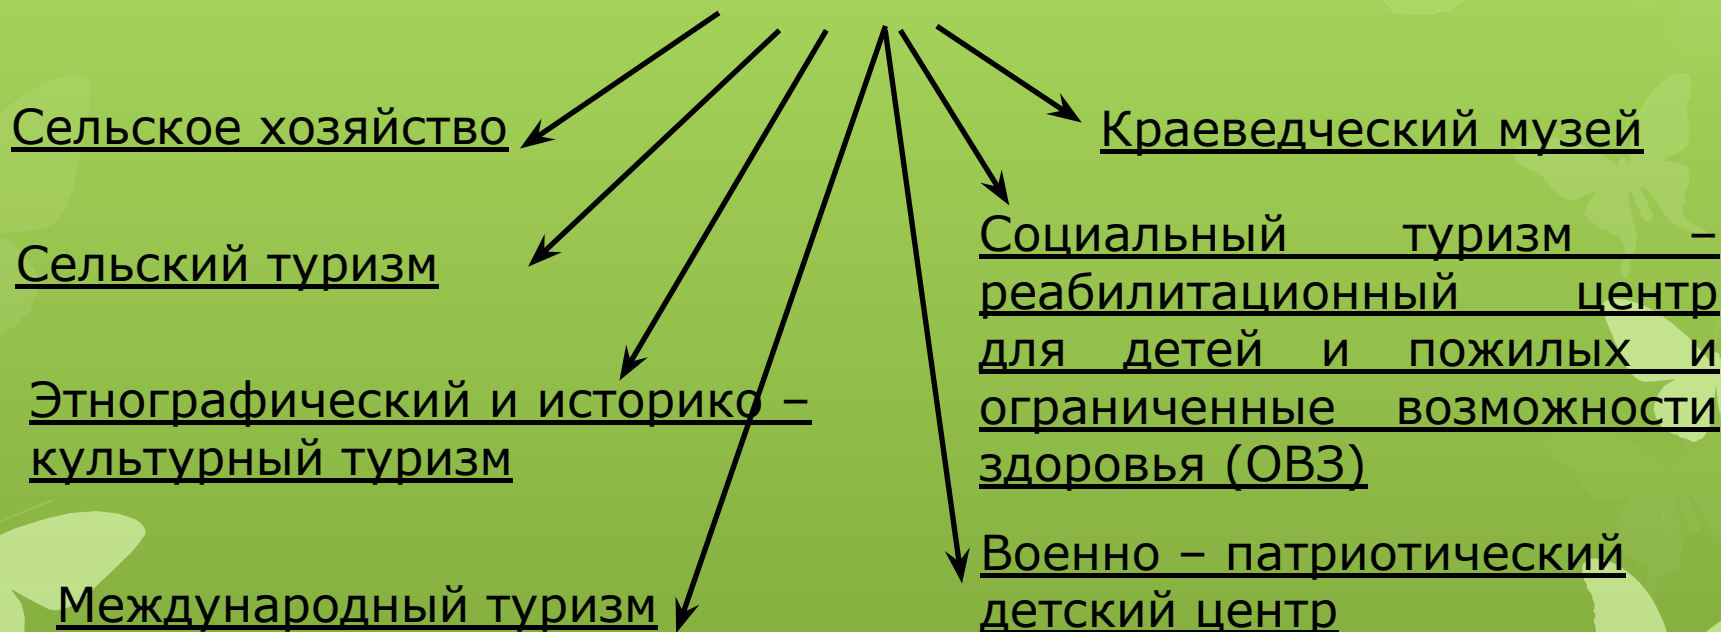 Сельское хозяйство
Сельский туризм
Этнографический и историко –
культурный туризм
Международный туризм
Краеведческий музей
Социальный туризм –
реабилитационный центр
для детей и пожилых и
ограниченные возможности
здоровья (ОВЗ)
Военно – патриотический
детский центр